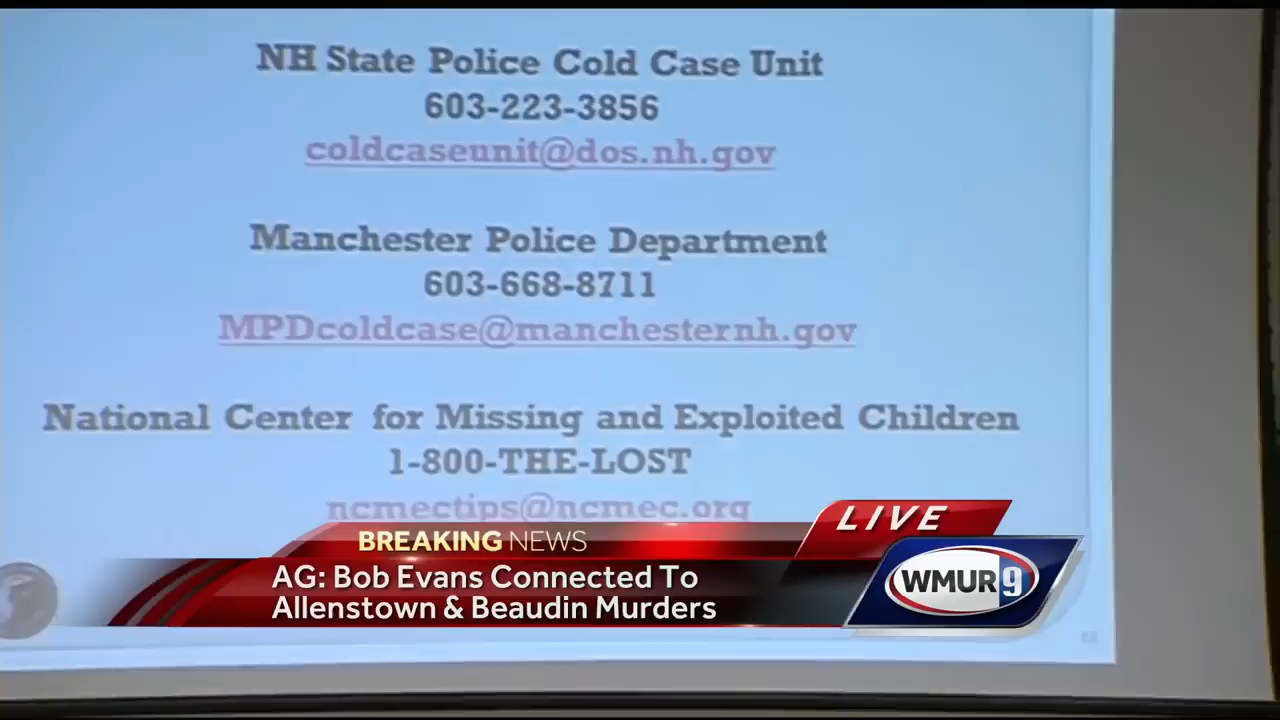 NH State Police Cold Case Unit
603-223-3856
coldcaseunit@dos.nh.gov
Manchester Police Department
603-668-8711
MPDcoldcase@manchesternh.gov
National Center for Missing and Exploited Children
1-800-THE-LOST
ncmectips@ncmec.org
LIVE
BREAKING NEWS
AG: Bob Evans Connected To
Allenstown & Beaudin Murders
WMUR 9